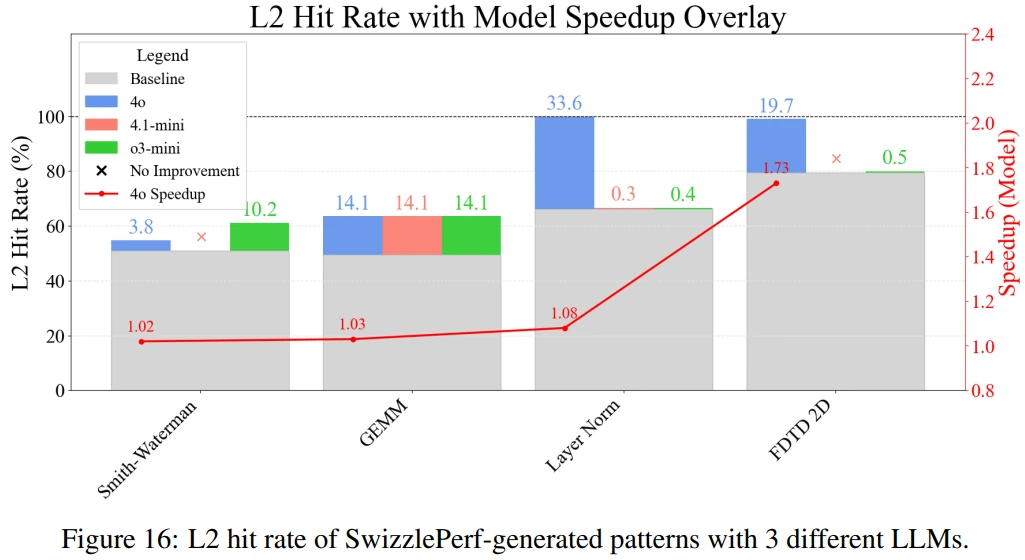 L2 Hit Rate with Model Speedup Overlay
Legend
Baseline
4o
4.1-mini
o3-mini
No Improvement
4o Speedup
L2 Hit Rate (%)
100
80
60
40
20
0
3.8
10.2
14.1
14.1
14.1
33.6
0.3
0.4
19.7
0.5
1.02
1.03
1.08
1.73
2.4
2.2
2.0
1.8
1.6
1.4
1.2
1.0
0.8
Speedup (Model)
Smith-Waterman
GEMM
Layer Norm
FDTD 2D
Figure 16: L2 hit rate of SwizzlePerf-generated patterns with 3 different LLMs.